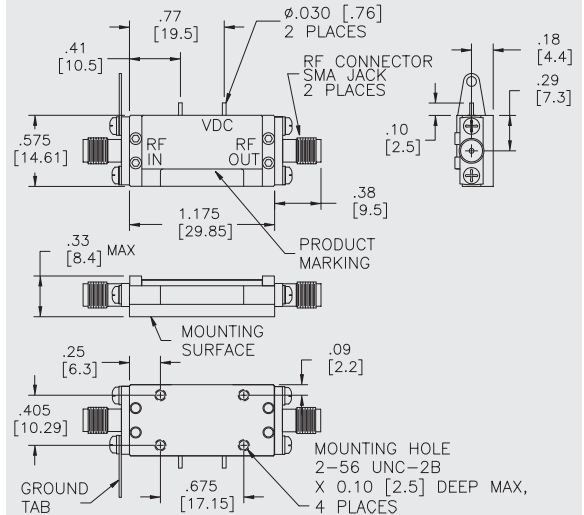 .77
[19.5]
ø.030 [.76]
2 PLACES
.41
[10.5]
RF CONNECTOR
SMA JACK
2 PLACES
.18
[4.4]
.29
[7.3]
.10
[2.5]
VDC
RF
IN
RF
OUT
.575
[14.61]
1.175
[29.85]
.38
[9.5]
PRODUCT
MARKING
.33
[8.4] MAX
MOUNTING
SURFACE
.25
[6.3]
.09
[2.2]
.405
[10.29]
GROUND
TAB
.675
[17.15]
MOUNTING HOLE
2-56 UNC-2B
X 0.10 [2.5] DEEP MAX,
4 PLACES